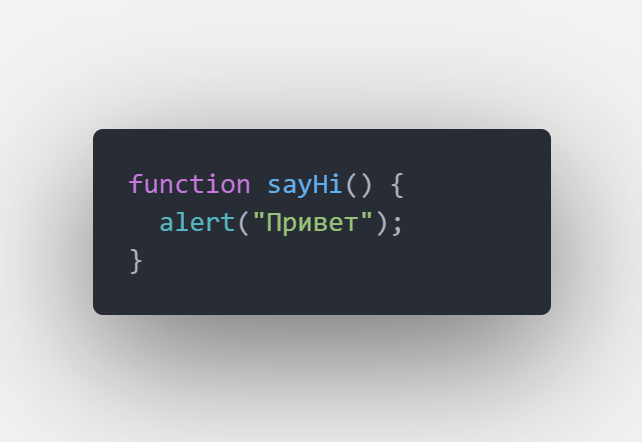 function sayHi() {
  alert("Привет");
}